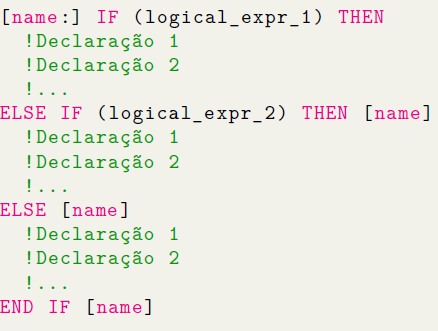 [name:] IF (logical_expr_1) THEN
!Declaração 1
!Declaração 2
!...
ELSE IF (logical_expr_2) THEN [name]
!Declaração 1
!Declaração 2
!...
ELSE [name]
!Declaração 1
!Declaração 2
!...
END IF [name]